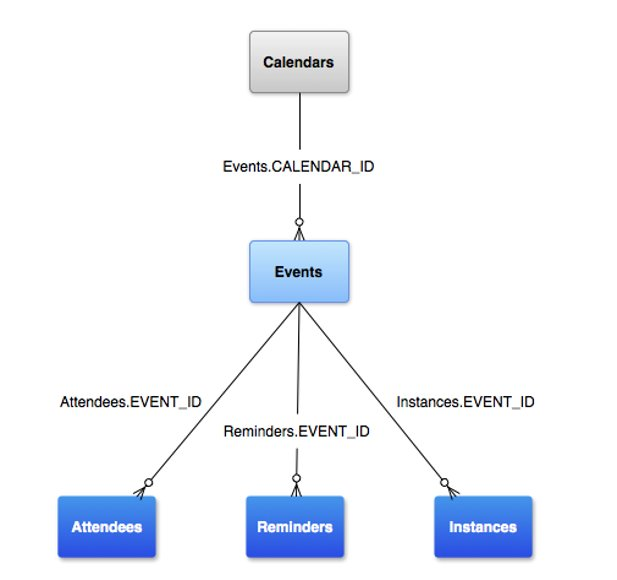 Calendars
Events.CALENDAR_ID
Events
Attendees.EVENT_ID
Instances.EVENT_ID
Reminders.EVENT_ID
Attendees
Reminders
Instances